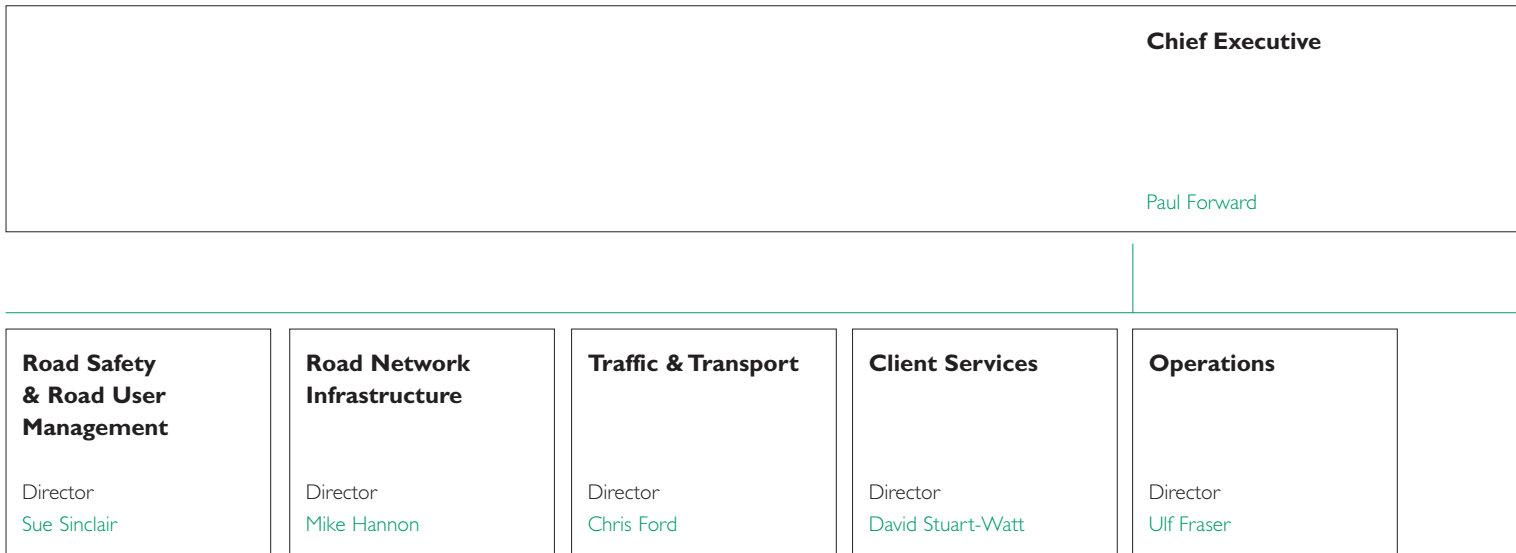 Chief Executive
Paul Forward
Road Safety
& Road User
Management
Director
Sue Sinclair
Road Network
Infrastructure
Director
Mike Hannon
Traffic & Transport
Director
Chris Ford
Client Services
Director
David Stuart-Watt
Operations
Director
Ulf Fraser